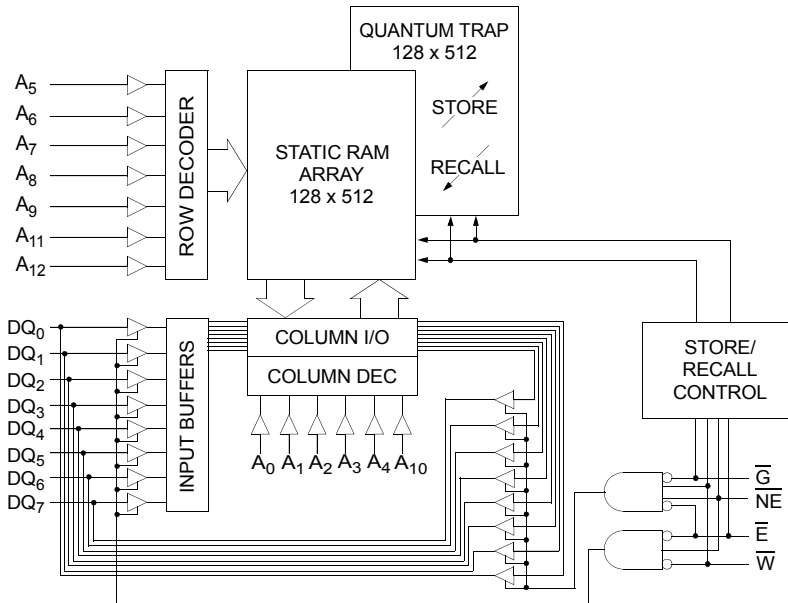 QUANTUM TRAP
128 x 512
STORE
RECALL
A5
A6
A7
A8
A9
A11
A12
ROW DECODER
STATIC RAM
ARRAY
128 x 512
DQ0
DQ1
DQ2
DQ3
DQ4
DQ5
DQ6
DQ7
INPUT BUFFERS
COLUMN I/O
COLUMN DEC
A0 A1 A2 A3 A4 A10
STORE/
RECALL
CONTROL
G̅
N̅E̅
E̅
W̅